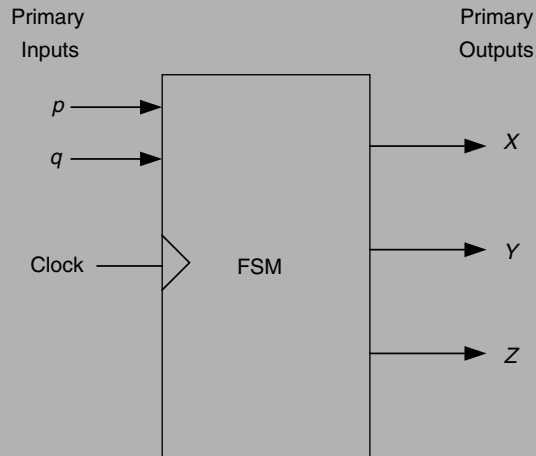 Primary
Inputs
Primary
Outputs
p
X
q
Y
Clock
FSM
Z